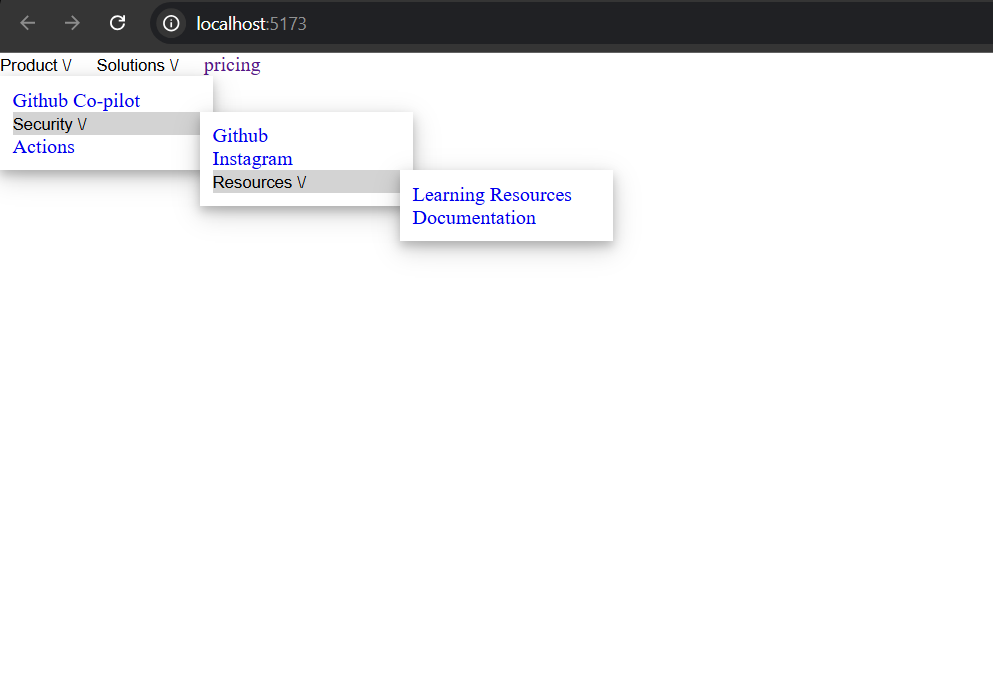 localhost:5173
Product \/ Solutions \/ pricing
Github Co-pilot
Security \/
Actions
Github
Instagram
Resources \/
Learning Resources
Documentation